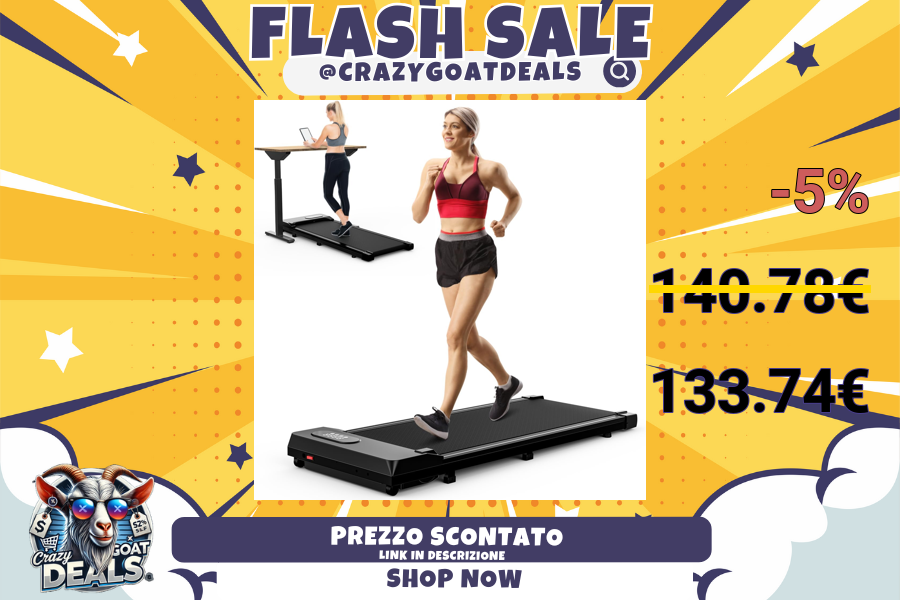 FLASH SALE
@CRAZYGOATDEALS
-5%
140.78€
133.74€
PREZZO SCONTATO
LINK IN DESCRIZIONE
SHOP NOW
$
Crazy
GOAT
DEALS